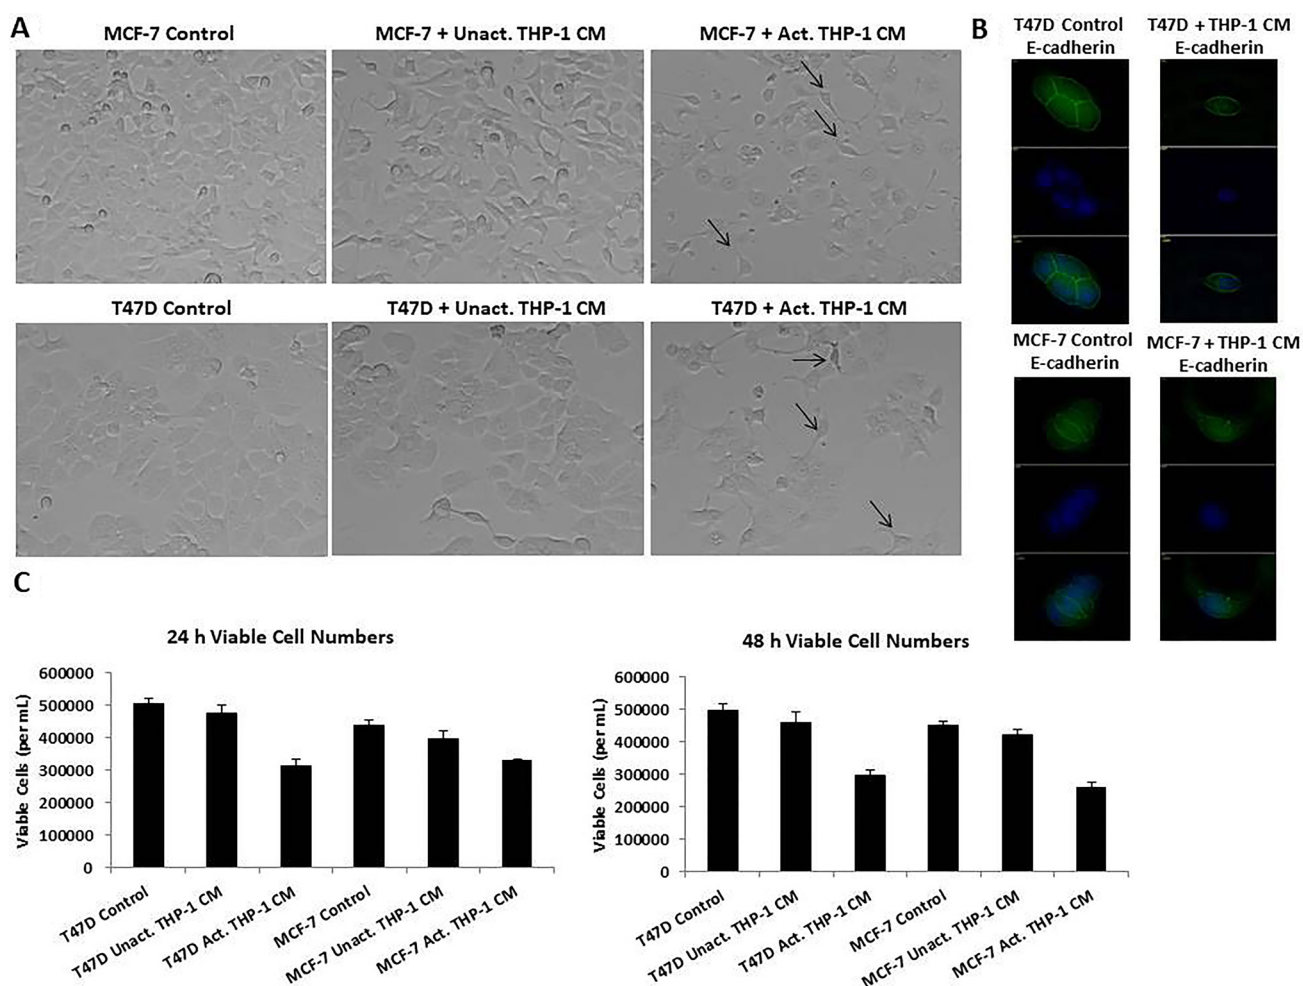 A
MCF-7 Control
MCF-7 + Unact. THP-1 CM
MCF-7 + Act. THP-1 CM
T47D Control
T47D + Unact. THP-1 CM
T47D + Act. THP-1 CM
B
T47D Control
E-cadherin
T47D + THP-1 CM
E-cadherin
MCF-7 Control
E-cadherin
MCF-7 + THP-1 CM
E-cadherin
C
24 h Viable Cell Numbers
Viable Cells (per mL)
600000
500000
400000
300000
200000
100000
0
T47D Control
T47D Unact. THP-1 CM
T47D Act. THP-1 CM
MCF-7 Control
MCF-7 Unact. THP-1 CM
MCF-7 Act. THP-1 CM
48 h Viable Cell Numbers
Viable Cells (per mL)
600000
500000
400000
300000
200000
100000
0
T47D Control
T47D Unact. THP-1 CM
T47D Act. THP-1 CM
MCF-7 Control
MCF-7 Unact. THP-1 CM
MCF-7 Act. THP-1 CM